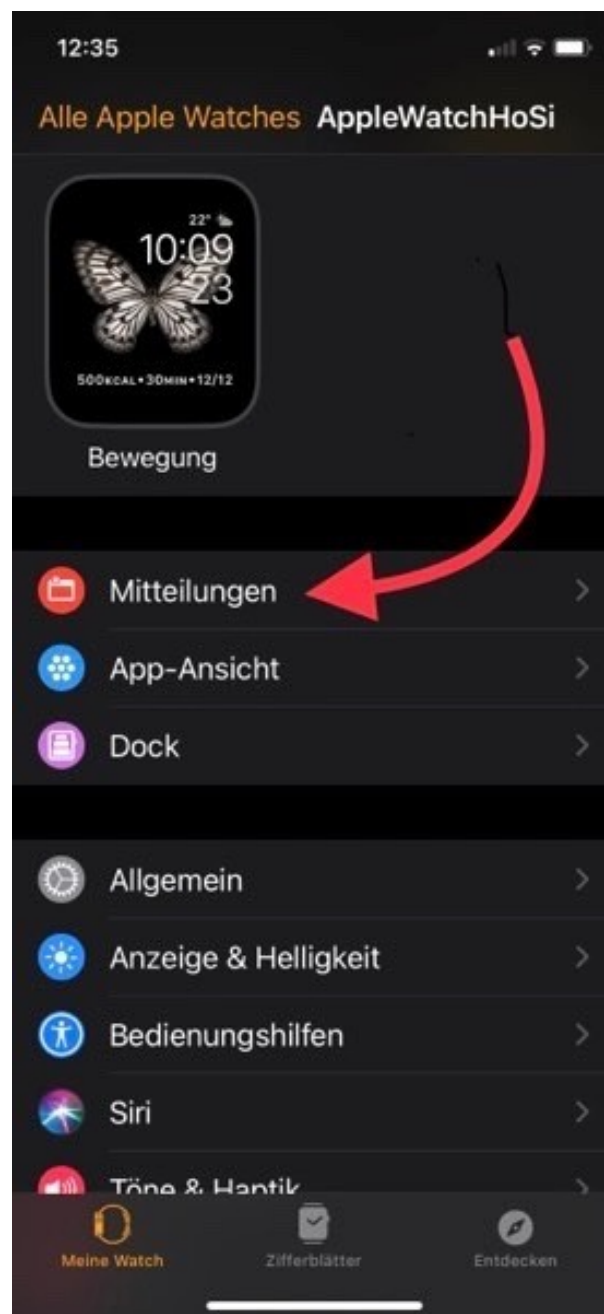 12:35
Alle Apple Watches AppleWatchHoSi
22°
10:09
23
500KCAL•30MIN•12/12
Bewegung
Mitteilungen
App-Ansicht
Dock
Allgemein
Anzeige & Helligkeit
Bedienungshilfen
Siri
Töne & Haptik
Meine Watch Zifferblätter Entdecken